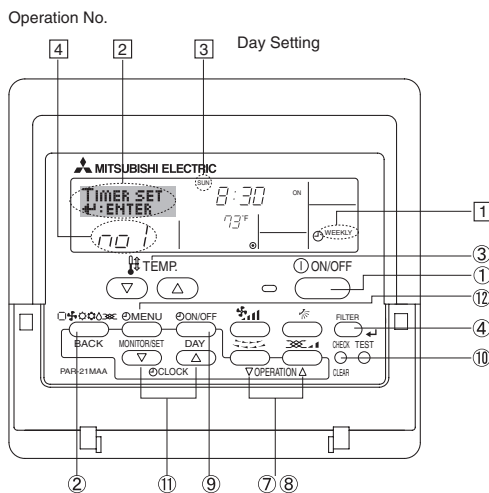 Operation No.
4 2 3 Day Setting
MITSUBISHI ELECTRIC
SUN
TIMER SET
↵:ENTER
8:30 ON
73°F
no 1
WEEKLY
1
TEMP.
ON/OFF
③
①
⑫
MENU
ON/OFF
FILTER
④
BACK
MONITOR/SET
DAY
CHECK TEST
⑩
PAR-21MAA
CLOCK
▽OPERATION△
CLEAR
② ⑪ ⑨ ⑦ ⑧